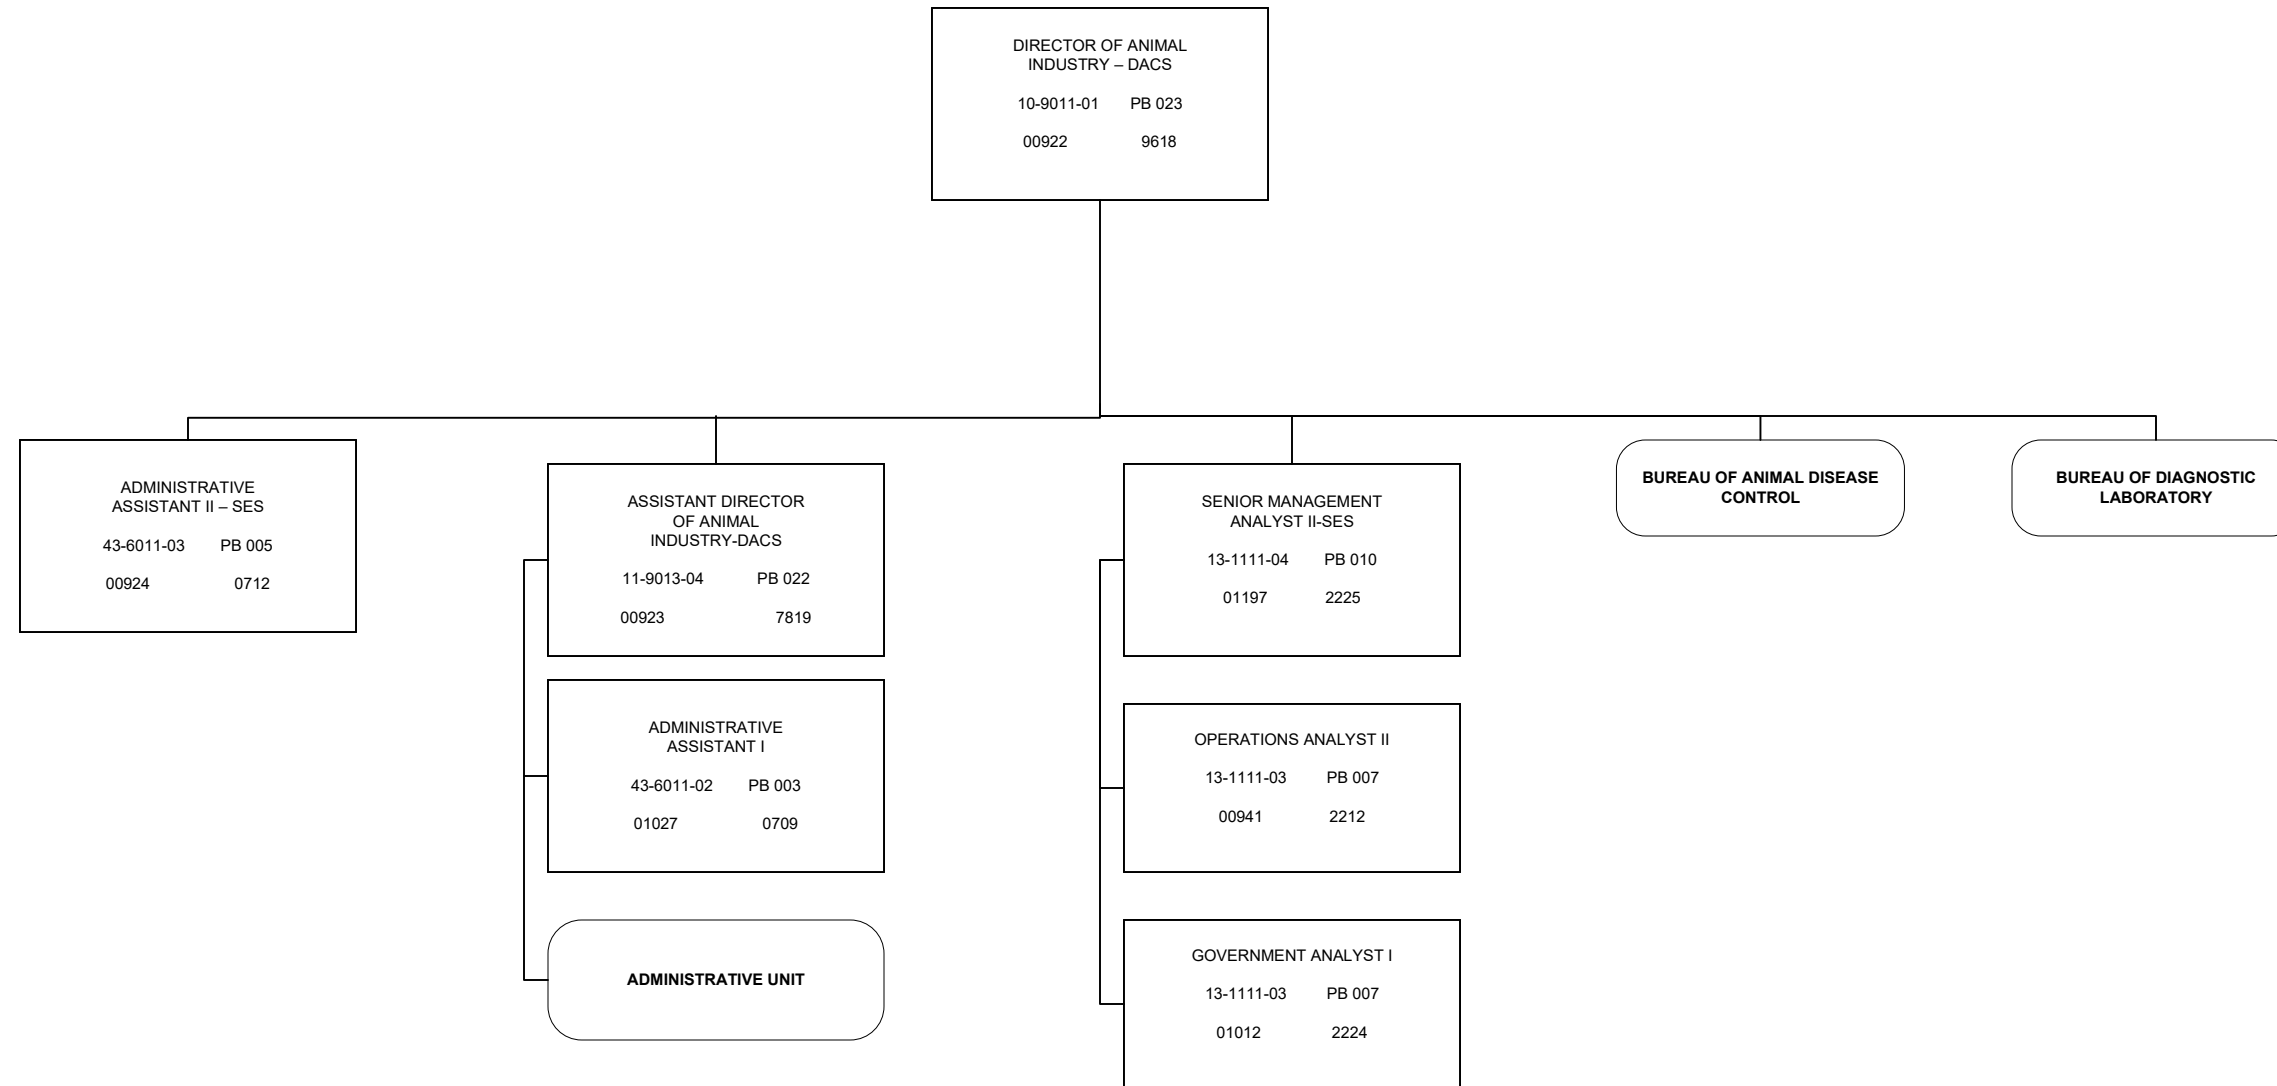 DIRECTOR OF ANIMAL
INDUSTRY – DACS
10-9011-01 PB 023
00922 9618
ADMINISTRATIVE
ASSISTANT II – SES
43-6011-03 PB 005
00924 0712
ASSISTANT DIRECTOR
OF ANIMAL
INDUSTRY-DACS
11-9013-04 PB 022
00923 7819
ADMINISTRATIVE
ASSISTANT I
43-6011-02 PB 003
01027 0709
ADMINISTRATIVE UNIT
SENIOR MANAGEMENT
ANALYST II-SES
13-1111-04 PB 010
01197 2225
OPERATIONS ANALYST II
13-1111-03 PB 007
00941 2212
GOVERNMENT ANALYST I
13-1111-03 PB 007
01012 2224
BUREAU OF ANIMAL DISEASE
CONTROL
BUREAU OF DIAGNOSTIC
LABORATORY